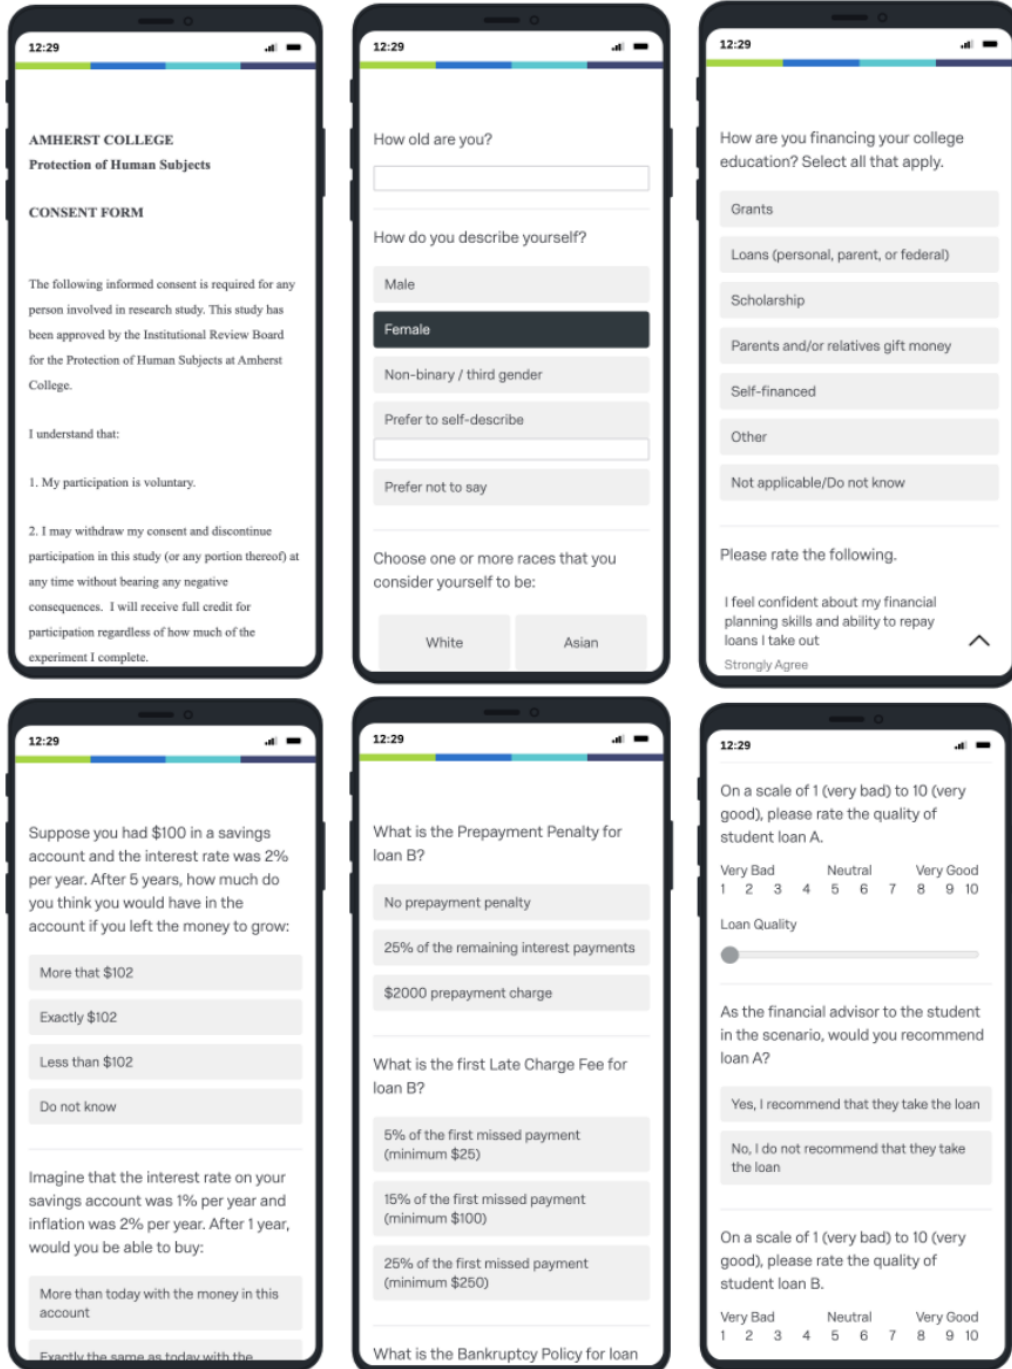 12:29
AMHERST COLLEGE
Protection of Human Subjects
CONSENT FORM
The following informed consent is required for any
person involved in research study. This study has
been approved by the Institutional Review Board
for the Protection of Human Subjects at Amherst
College.
I understand that:
1. My participation is voluntary.
2. I may withdraw my consent and discontinue
participation in this study (or any portion thereof) at
any time without bearing any negative
consequences. I will receive full credit for
participation regardless of how much of the
experiment I complete.
12:29
How old are you?
How do you describe yourself?
Male
Female
Non-binary / third gender
Prefer to self-describe
Prefer not to say
Choose one or more races that you
consider yourself to be:
White Asian
12:29
How are you financing your college
education? Select all that apply.
Grants
Loans (personal, parent, or federal)
Scholarship
Parents and/or relatives gift money
Self-financed
Other
Not applicable/Do not know
Please rate the following.
I feel confident about my financial
planning skills and ability to repay
loans I take out
Strongly Agree
12:29
Suppose you had $100 in a savings
account and the interest rate was 2%
per year. After 5 years, how much do
you think you would have in the
account if you left the money to grow:
More that $102
Exactly $102
Less than $102
Do not know
Imagine that the interest rate on your
savings account was 1% per year and
inflation was 2% per year. After 1 year,
would you be able to buy:
More than today with the money in this
account
Exactly the same as today with the
12:29
What is the Prepayment Penalty for
loan B?
No prepayment penalty
25% of the remaining interest payments
$2000 prepayment charge
What is the first Late Charge Fee for
loan B?
5% of the first missed payment
(minimum $25)
15% of the first missed payment
(minimum $100)
25% of the first missed payment
(minimum $250)
What is the Bankruptcy Policy for loan
12:29
On a scale of 1 (very bad) to 10 (very
good), please rate the quality of
student loan A.
Very Bad Neutral Very Good
1 2 3 4 5 6 7 8 9 10
Loan Quality
As the financial advisor to the student
in the scenario, would you recommend
loan A?
Yes, I recommend that they take the loan
No, I do not recommend that they take
the loan
On a scale of 1 (very bad) to 10 (very
good), please rate the quality of
student loan B.
Very Bad Neutral Very Good
1 2 3 4 5 6 7 8 9 10